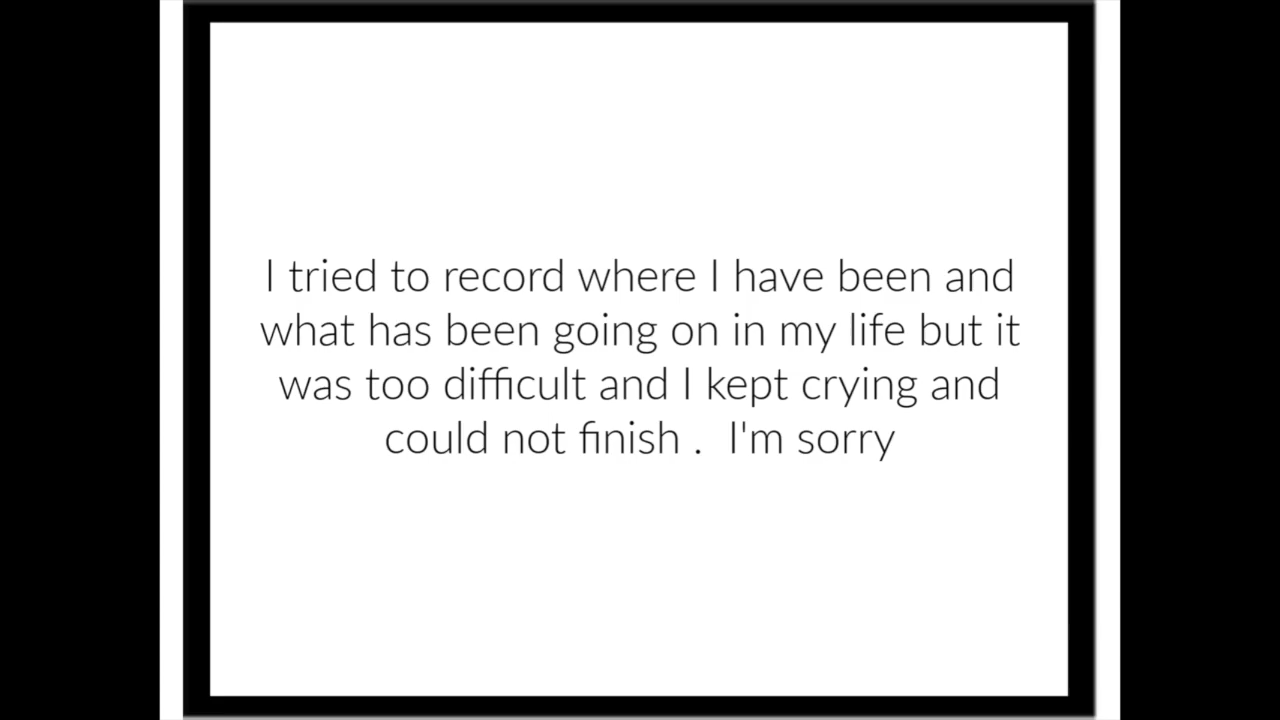 I tried to record where I have been and
what has been going on in my life but it
was too difficult and I kept crying and
could not finish .  I'm sorry